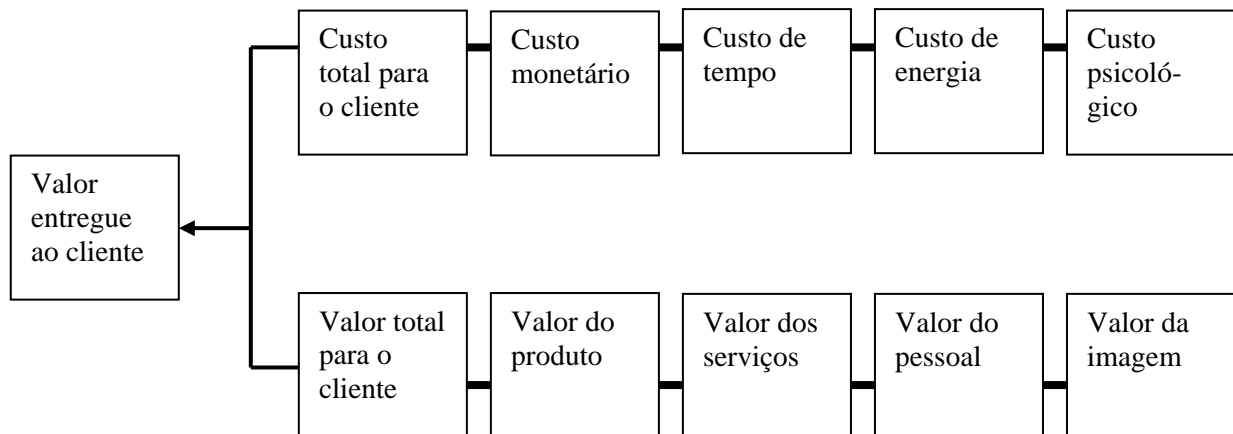 Custo
total para
o cliente
Custo
monetário
Custo de
tempo
Custo de
energia
Custo
psicoló-
gico
Valor
entregue
ao cliente
Valor total
para o
cliente
Valor do
produto
Valor dos
serviços
Valor do
pessoal
Valor da
imagem